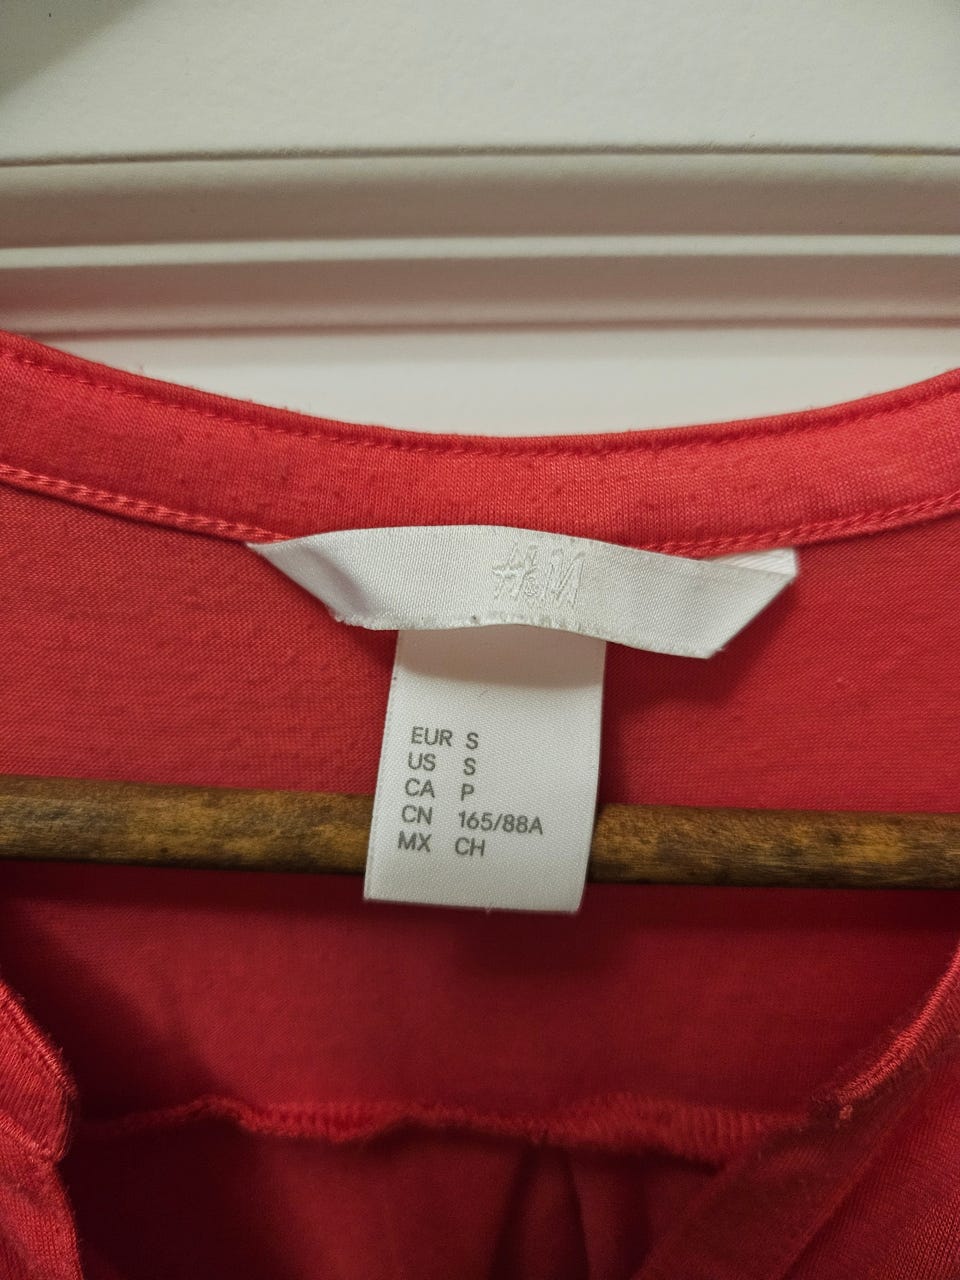 H&M
EUR S
US S
CA P
CN 165/88A
MX CH